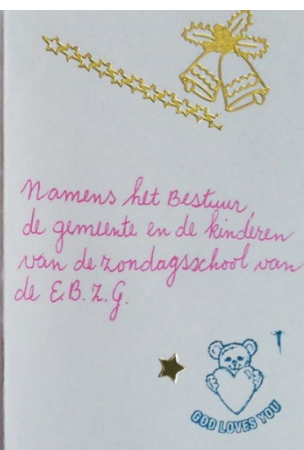 Namens het Bestuur
de gemeente en de kinderen
van de zondagsschool van
de E.B.Z.G.
GOD LOVES YOU